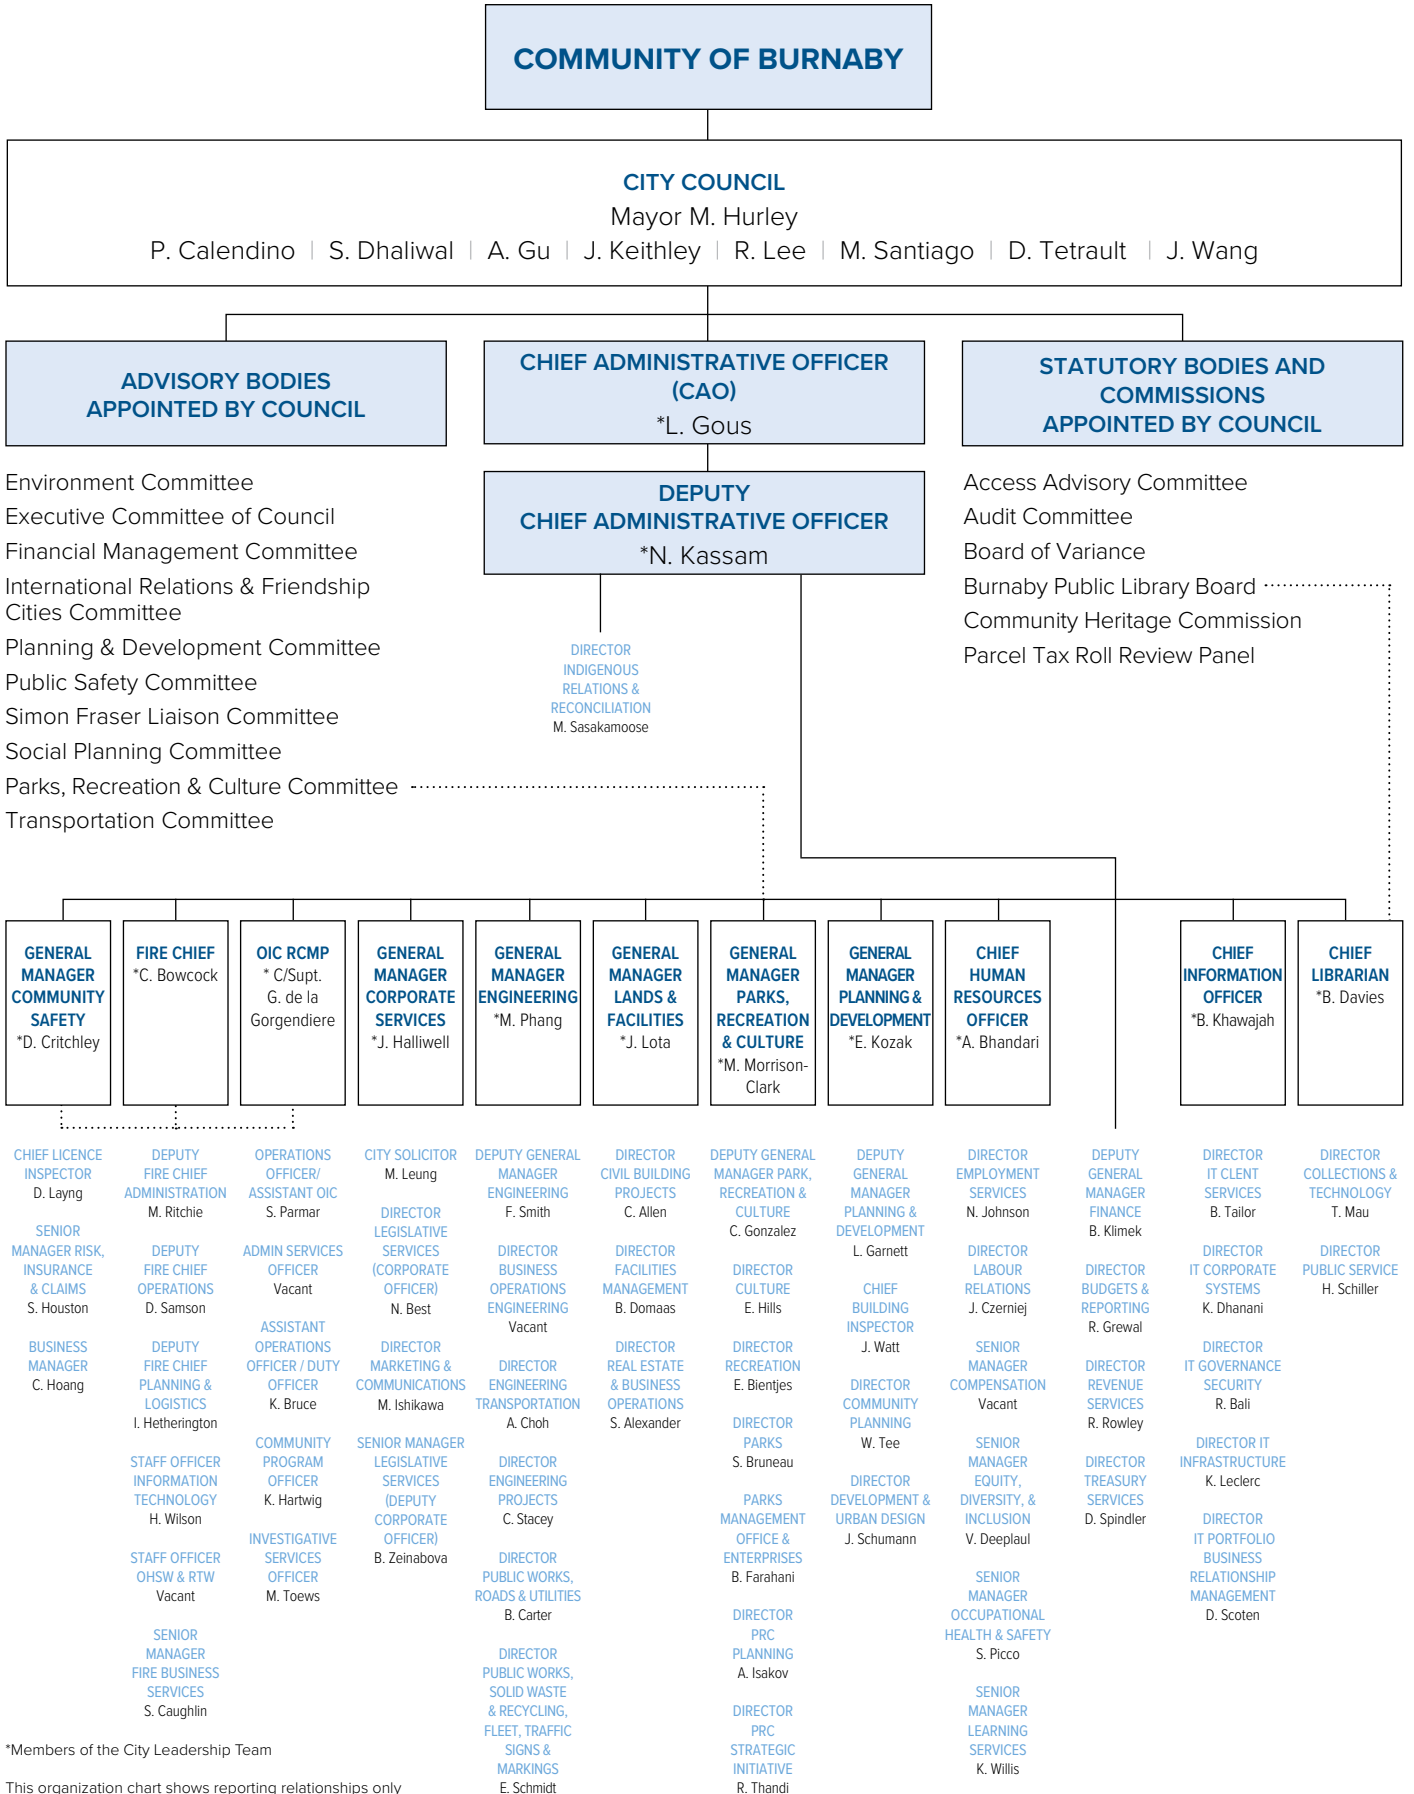 COMMUNITY OF BURNABY
CITY COUNCIL
Mayor M. Hurley
P. Calendino | S. Dhaliwal | A. Gu | J. Keithley | R. Lee | M. Santiago | D. Tetrault | J. Wang
ADVISORY BODIES
APPOINTED BY COUNCIL
Environment Committee
Executive Committee of Council
Financial Management Committee
International Relations & Friendship
Cities Committee
Planning & Development Committee
Public Safety Committee
Simon Fraser Liaison Committee
Social Planning Committee
Parks, Recreation & Culture Committee
Transportation Committee
CHIEF ADMINISTRATIVE OFFICER
(CAO)
*L. Gous
DEPUTY
CHIEF ADMINISTRATIVE OFFICER
*N. Kassam
DIRECTOR
INDIGENOUS
RELATIONS &
RECONCILIATION
M. Sasakamoose
STATUTORY BODIES AND
COMMISSIONS
APPOINTED BY COUNCIL
Access Advisory Committee
Audit Committee
Board of Variance
Burnaby Public Library Board
Community Heritage Commission
Parcel Tax Roll Review Panel
GENERAL
MANAGER
COMMUNITY
SAFETY
*D. Critchley
CHIEF LICENCE
INSPECTOR
D. Layng
SENIOR
MANAGER RISK,
INSURANCE
& CLAIMS
S. Houston
BUSINESS
MANAGER
C. Hoang
FIRE CHIEF
*C. Bowcock
DEPUTY
FIRE CHIEF
ADMINISTRATION
M. Ritchie
DEPUTY
FIRE CHIEF
OPERATIONS
D. Samson
DEPUTY
FIRE CHIEF
PLANNING &
LOGISTICS
I. Hetherington
STAFF OFFICER
INFORMATION
TECHNOLOGY
H. Wilson
STAFF OFFICER
OHSW & RTW
Vacant
SENIOR
MANAGER
FIRE BUSINESS
SERVICES
S. Caughlin
OIC RCMP
* C/Supt.
G. de la
Gorgendiere
OPERATIONS
OFFICER/
ASSISTANT OIC
S. Parmar
ADMIN SERVICES
OFFICER
Vacant
ASSISTANT
OPERATIONS
OFFICER / DUTY
OFFICER
K. Bruce
COMMUNITY
PROGRAM
OFFICER
K. Hartwig
INVESTIGATIVE
SERVICES
OFFICER
M. Toews
GENERAL
MANAGER
CORPORATE
SERVICES
*J. Halliwell
CITY SOLICITOR
M. Leung
DIRECTOR
LEGISLATIVE
SERVICES
(CORPORATE
OFFICER)
N. Best
DIRECTOR
MARKETING &
COMMUNICATIONS
M. Ishikawa
SENIOR MANAGER
LEGISLATIVE
SERVICES
(DEPUTY
CORPORATE
OFFICER)
B. Zeinabova
GENERAL
MANAGER
ENGINEERING
*M. Phang
DEPUTY GENERAL
MANAGER
ENGINEERING
F. Smith
DIRECTOR
BUSINESS
OPERATIONS
ENGINEERING
Vacant
DIRECTOR
ENGINEERING
TRANSPORTATION
A. Choh
DIRECTOR
ENGINEERING
PROJECTS
C. Stacey
DIRECTOR
PUBLIC WORKS,
ROADS & UTILITIES
B. Carter
DIRECTOR
PUBLIC WORKS,
SOLID WASTE
& RECYCLING,
FLEET, TRAFFIC
SIGNS &
MARKINGS
E. Schmidt
GENERAL
MANAGER
LANDS &
FACILITIES
*J. Lota
DIRECTOR
CIVIL BUILDING
PROJECTS
C. Allen
DIRECTOR
FACILITIES
MANAGEMENT
B. Domaas
DIRECTOR
REAL ESTATE
& BUSINESS
OPERATIONS
S. Alexander
GENERAL
MANAGER
PARKS,
RECREATION
& CULTURE
*M. Morrison-
Clark
DEPUTY GENERAL
MANAGER PARK,
RECREATION &
CULTURE
C. Gonzalez
DIRECTOR
CULTURE
E. Hills
DIRECTOR
RECREATION
E. Bientjes
DIRECTOR
PARKS
S. Bruneau
PARKS
MANAGEMENT
OFFICE &
ENTERPRISES
B. Farahani
DIRECTOR
PRC
PLANNING
A. Isakov
DIRECTOR
PRC
STRATEGIC
INITIATIVE
R. Thandi
GENERAL
MANAGER
PLANNING &
DEVELOPMENT
*E. Kozak
DEPUTY
GENERAL
MANAGER
PLANNING &
DEVELOPMENT
L. Garnett
CHIEF
BUILDING
INSPECTOR
J. Watt
DIRECTOR
COMMUNITY
PLANNING
W. Tee
DIRECTOR
DEVELOPMENT &
URBAN DESIGN
J. Schumann
CHIEF
HUMAN
RESOURCES
OFFICER
*A. Bhandari
DIRECTOR
EMPLOYMENT
SERVICES
N. Johnson
DIRECTOR
LABOUR
RELATIONS
J. Czerniej
SENIOR
MANAGER
COMPENSATION
Vacant
SENIOR
MANAGER
EQUITY,
DIVERSITY, &
INCLUSION
V. Deeplaul
SENIOR
MANAGER
OCCUPATIONAL
HEALTH & SAFETY
S. Picco
SENIOR
MANAGER
LEARNING
SERVICES
K. Willis
DEPUTY
GENERAL
MANAGER
FINANCE
B. Klimek
DIRECTOR
BUDGETS &
REPORTING
R. Grewal
DIRECTOR
REVENUE
SERVICES
R. Rowley
DIRECTOR
TREASURY
SERVICES
D. Spindler
CHIEF
INFORMATION
OFFICER
*B. Khawajah
DIRECTOR
IT CLENT
SERVICES
B. Tailor
DIRECTOR
IT CORPORATE
SYSTEMS
K. Dhanani
DIRECTOR
IT GOVERNANCE
SECURITY
R. Bali
DIRECTOR IT
INFRASTRUCTURE
K. Leclerc
DIRECTOR
IT PORTFOLIO
BUSINESS
RELATIONSHIP
MANAGEMENT
D. Scoten
CHIEF
LIBRARIAN
*B. Davies
DIRECTOR
COLLECTIONS &
TECHNOLOGY
T. Mau
DIRECTOR
PUBLIC SERVICE
H. Schiller
*Members of the City Leadership Team
This organization chart shows reporting relationships only